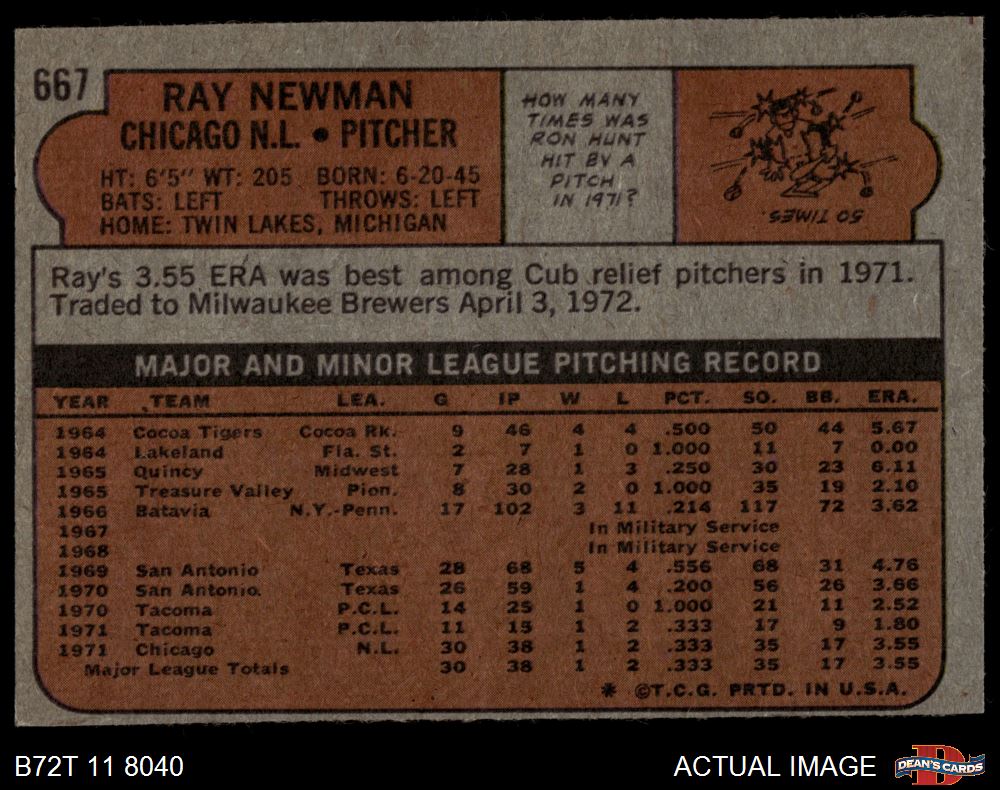 667
RAY NEWMAN
CHICAGO N.L. • PITCHER
HT: 6'5" WT: 205 BORN: 6-20-45
BATS: LEFT THROWS: LEFT
HOME: TWIN LAKES, MICHIGAN
HOW MANY
TIMES WAS
RON HUNT
HIT BY A
PITCH
IN 1971?
50 TIMES.
Ray's 3.55 ERA was best among Cub relief pitchers in 1971.
Traded to Milwaukee Brewers April 3, 1972.
MAJOR AND MINOR LEAGUE PITCHING RECORD
YEAR TEAM LEA. G IP W L PCT. SO. BB. ERA.
1964 Cocoa Tigers Cocoa Rk. 9 46 4 4 .500 50 44 5.67
1964 Lakeland Fla. St. 2 7 1 0 1.000 11 7 0.00
1965 Quincy Midwest 7 28 1 3 .250 30 23 6.11
1965 Treasure Valley Pion. 8 30 2 0 1.000 35 19 2.10
1966 Batavia N.Y.-Penn. 17 102 3 11 .214 117 72 3.62
1967 In Military Service
1968 In Military Service
1969 San Antonio Texas 28 68 5 4 .556 68 31 4.76
1970 San Antonio. Texas 26 59 1 4 .200 56 26 3.66
1970 Tacoma P.C.L. 14 25 1 0 1.000 21 11 2.52
1971 Tacoma P.C.L. 11 15 1 2 .333 17 9 1.80
1971 Chicago N.L. 30 38 1 2 .333 35 17 3.55
Major League Totals 30 38 1 2 .333 35 17 3.55
* ©T.C.G. PRTD. IN U.S.A.
B72T 11 8040
ACTUAL IMAGE
DEAN'S CARDS